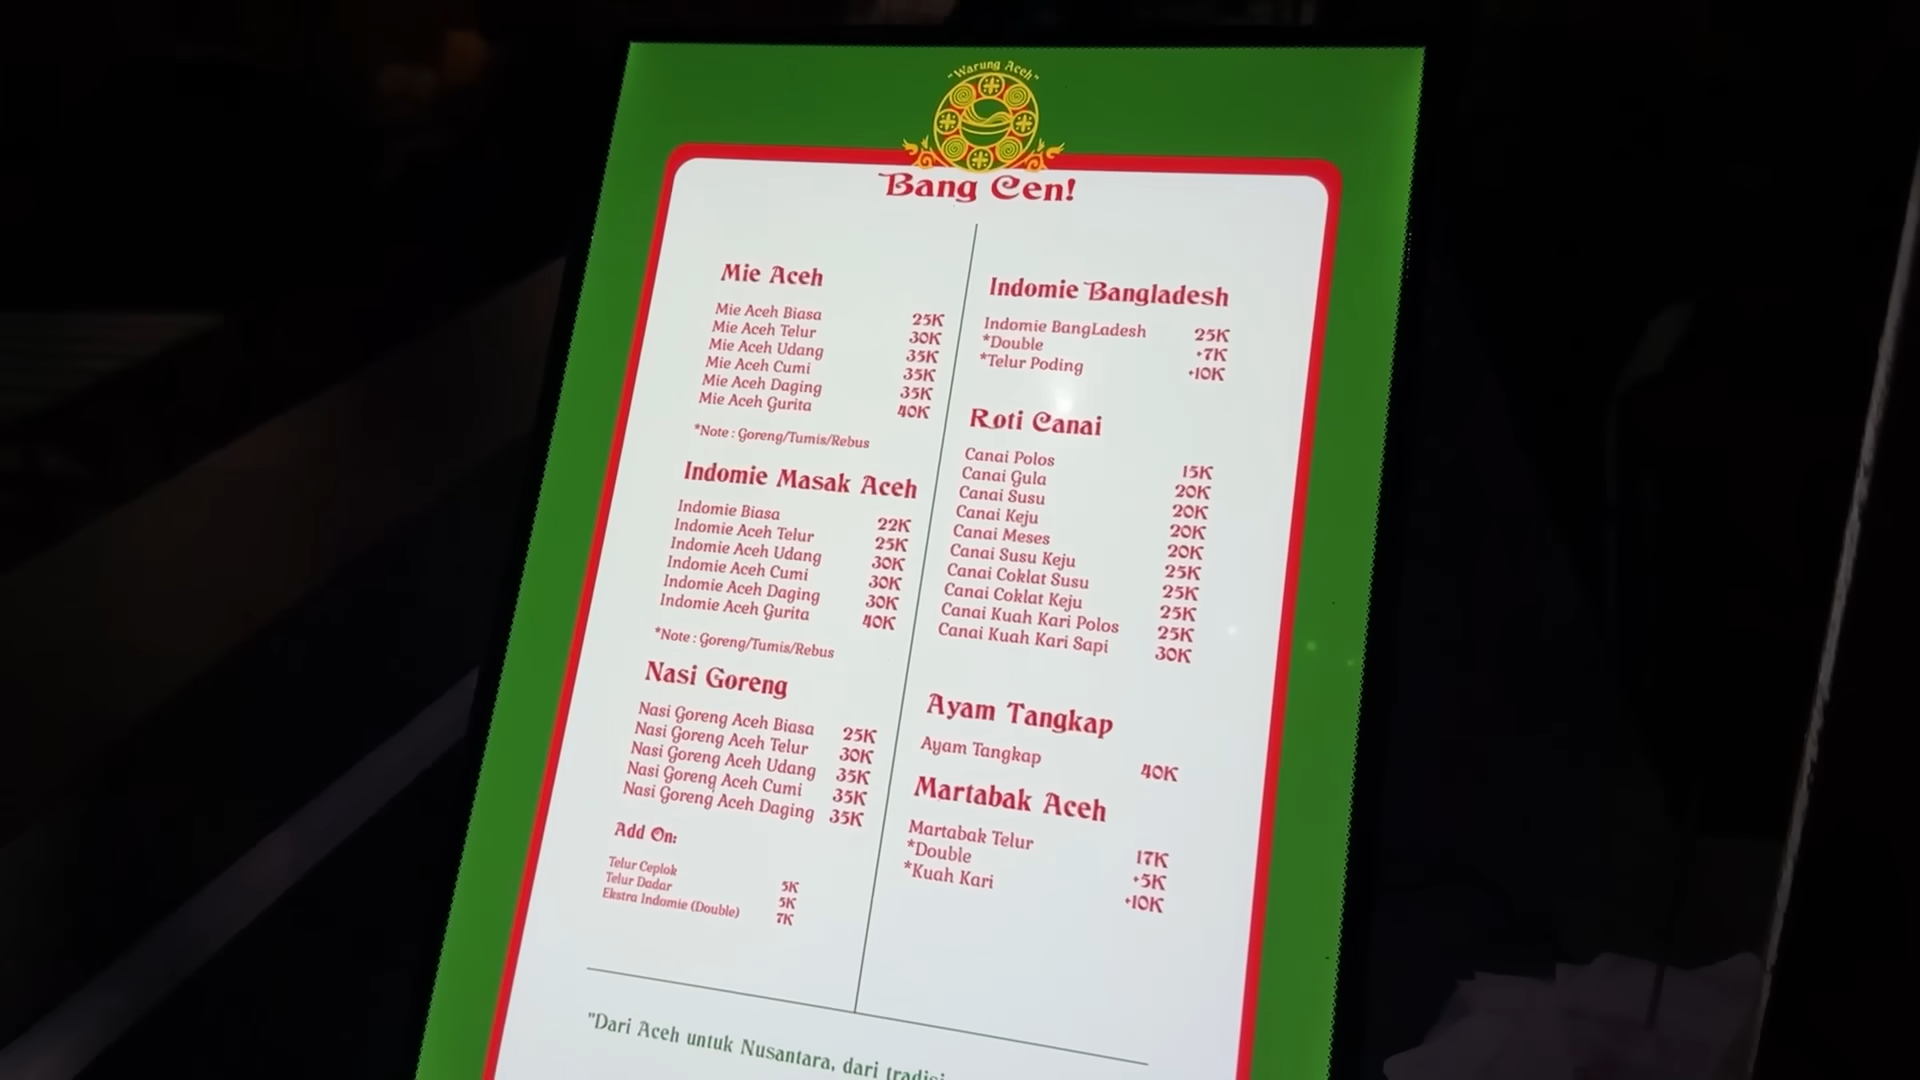 "Warung Aceh"
Bang Cen!
Mie Aceh
Mie Aceh Biasa 25K
Mie Aceh Telur 30K
Mie Aceh Udang 35K
Mie Aceh Cumi 35K
Mie Aceh Daging 35K
Mie Aceh Gurita 40K
*Note : Goreng/Tumis/Rebus
Indomie Masak Aceh
Indomie Biasa 22K
Indomie Aceh Telur 25K
Indomie Aceh Udang 30K
Indomie Aceh Cumi 30K
Indomie Aceh Daging 30K
Indomie Aceh Gurita 40K
*Note : Goreng/Tumis/Rebus
Nasi Goreng
Nasi Goreng Aceh Biasa 25K
Nasi Goreng Aceh Telur 30K
Nasi Goreng Aceh Udang 35K
Nasi Goreng Aceh Cumi 35K
Nasi Goreng Aceh Daging 35K
Add On:
Telur Ceplok 5K
Telur Dadar 5K
Ekstra Indomie (Double) 7K
Indomie Bangladesh
Indomie BangLadesh 25K
*Double +7K
*Telur Poding +10K
Roti Canai
Canai Polos 15K
Canai Gula 20K
Canai Susu 20K
Canai Keju 20K
Canai Meses 20K
Canai Susu Keju 25K
Canai Coklat Susu 25K
Canai Coklat Keju 25K
Canai Kuah Kari Polos 25K
Canai Kuah Kari Sapi 30K
Ayam Tangkap
Ayam Tangkap 40K
Martabak Aceh
Martabak Telur 17K
*Double +5K
*Kuah Kari +10K
"Dari Aceh untuk Nusantara, dari